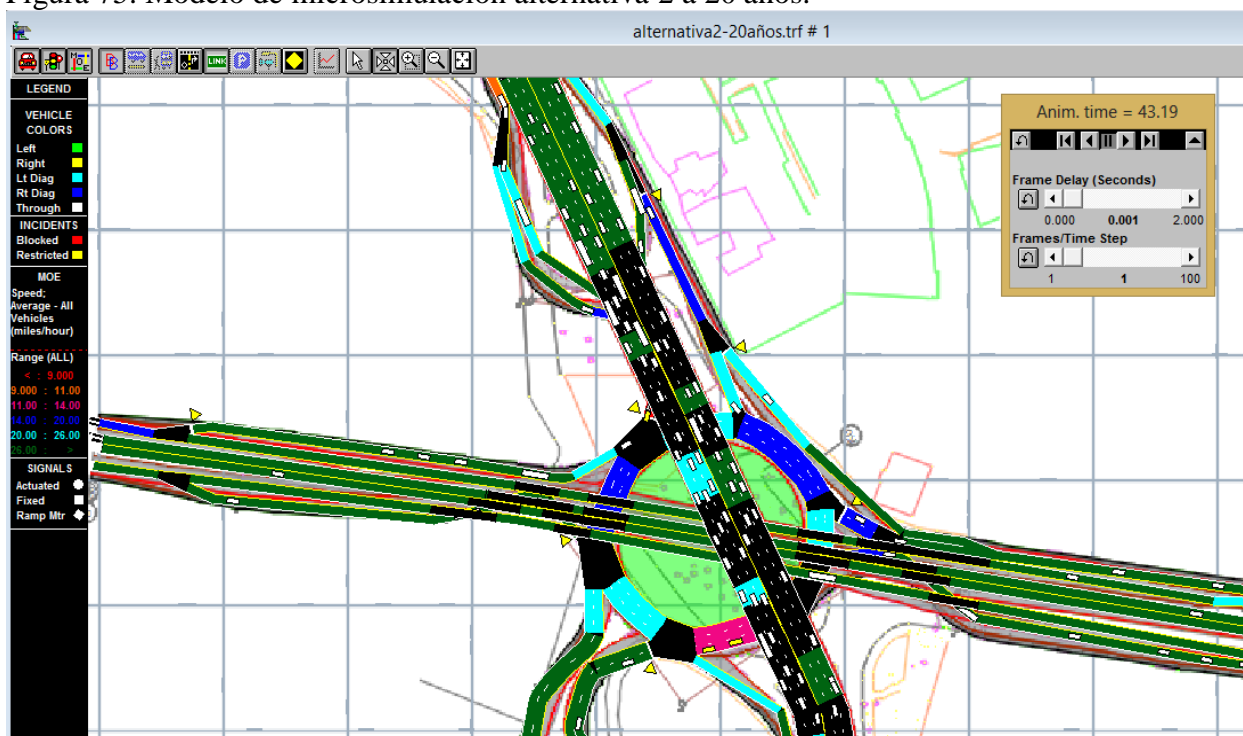 Figura 73. Modelo de microsimulación alternativa 2 a 20 años.
alternativa2-20años.trf # 1
LINK
LEGEND
VEHICLE
COLORS
Left
Right
Lt Diag
Rt Diag
Through
INCIDENTS
Blocked
Restricted
MOE
Speed;
Average - All
Vehicles
(miles/hour)
Range (ALL)
< : 9.000
9.000 : 11.00
11.00 : 14.00
14.00 : 20.00
20.00 : 26.00
26.00 : >
SIGNALS
Actuated
Fixed
Ramp Mtr
Anim. time = 43.19
Frame Delay (Seconds)
0.000 0.001 2.000
Frames/Time Step
1 1 100